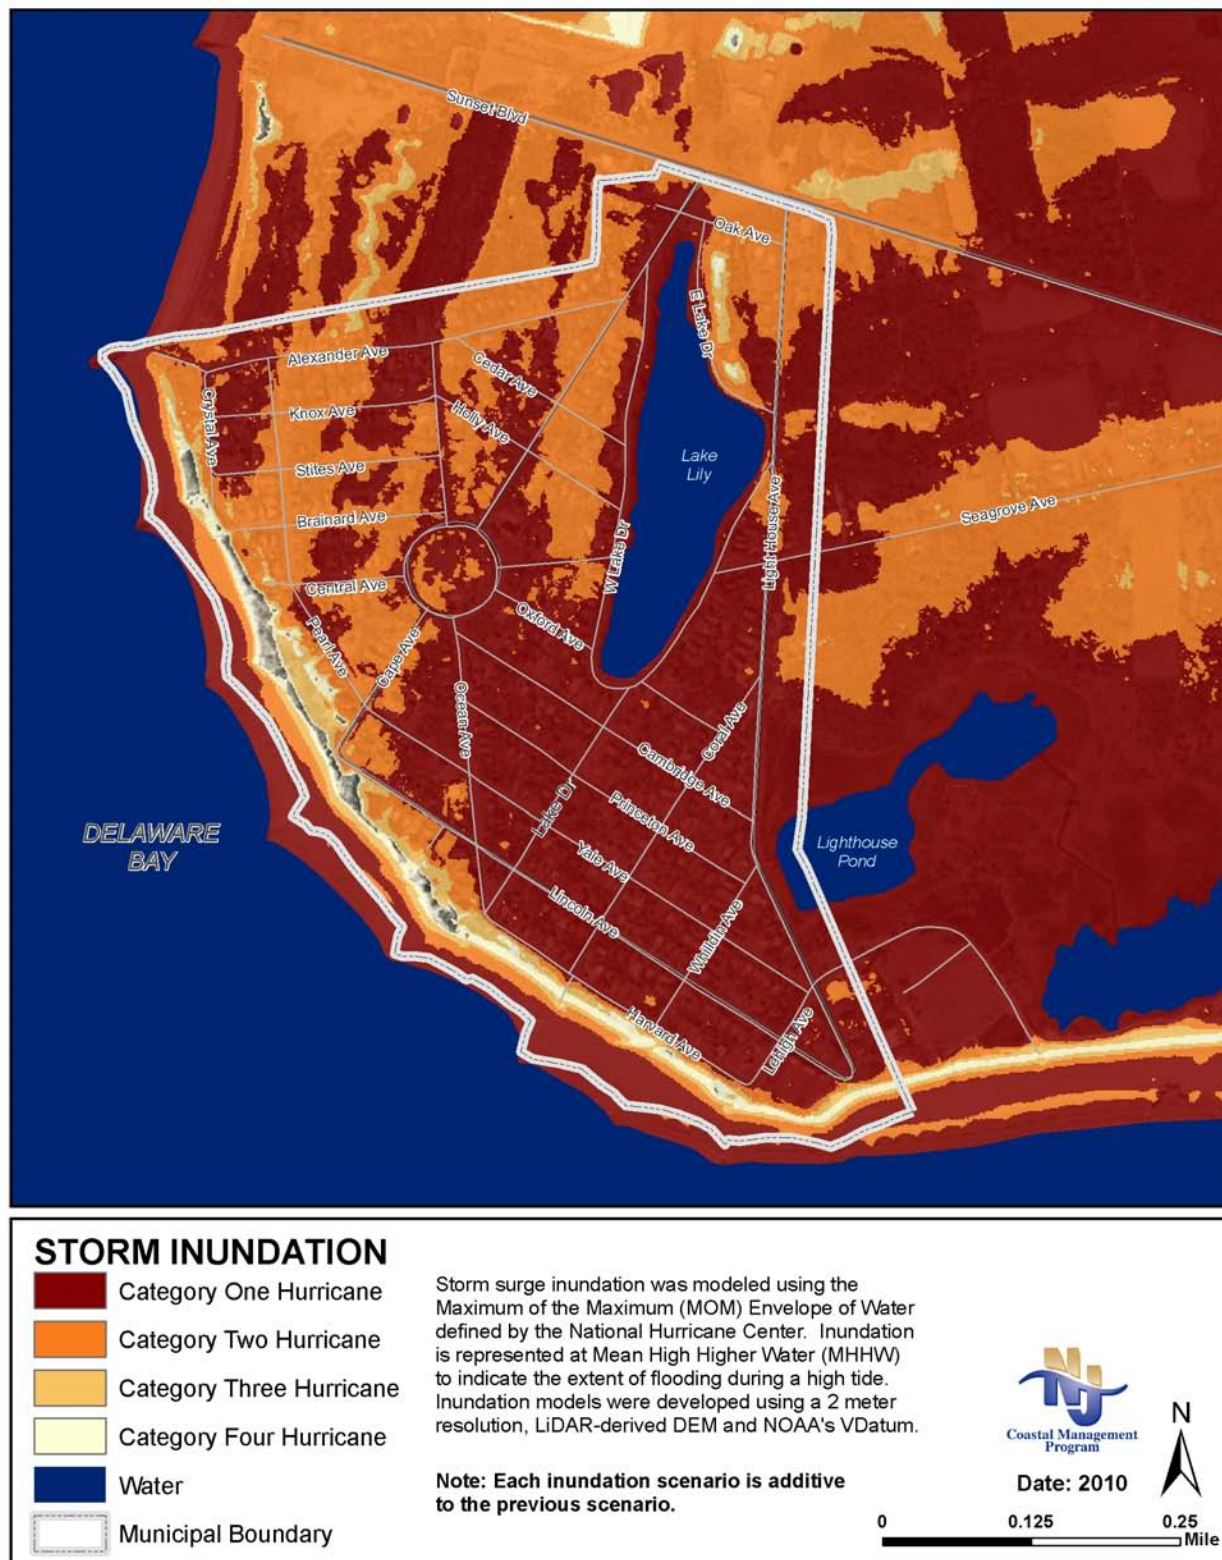 Sunset Blvd
Oak Ave
E Lake Dr
Alexander Ave
Cedar Ave
Crystal Ave
Knox Ave
Holly Ave
Lake
Lily
Stites Ave
Light House Ave
Seagrove Ave
Brainard Ave
W Lake Dr
Central Ave
Oxford Ave
Pearl Ave
Cape Ave
Ocean Ave
Coral Ave
Cambridge Ave
Lake Dr
Princeton Ave
DELAWARE
BAY
Lighthouse
Pond
Yale Ave
Lincoln Ave
Whilldin Ave
Harvard Ave
Lehigh Ave
STORM INUNDATION
Category One Hurricane
Category Two Hurricane
Category Three Hurricane
Category Four Hurricane
Water
Municipal Boundary
Storm surge inundation was modeled using the
Maximum of the Maximum (MOM) Envelope of Water
defined by the National Hurricane Center. Inundation
is represented at Mean High Higher Water (MHHW)
to indicate the extent of flooding during a high tide.
Inundation models were developed using a 2 meter
resolution, LiDAR-derived DEM and NOAA's VDatum.
Note: Each inundation scenario is additive
to the previous scenario.
NJ
Coastal Management
Program
Date: 2010
N
0 0.125 0.25
Mile